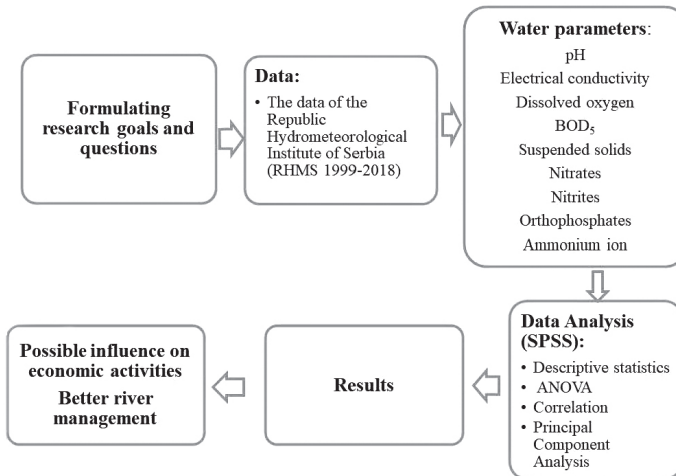 Formulating
research goals and
questions
Data:
• The data of the
Republic
Hydrometeorological
Institute of Serbia
(RHMS 1999-2018)
Water parameters:
pH
Electrical conductivity
Dissolved oxygen
BOD₅
Suspended solids
Nitrates
Nitrites
Orthophosphates
Ammonium ion
Data Analysis
(SPSS):
• Descriptive statistics
• ANOVA
• Correlation
• Principal
Component
Analysis
Results
Possible influence on
economic activities
Better river
management